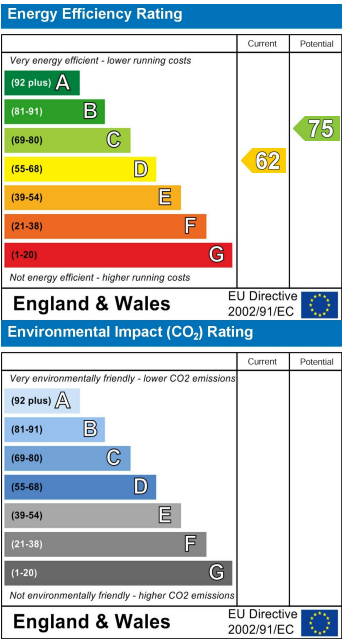 Energy Efficiency Rating
Current Potential
Very energy efficient - lower running costs
(92 plus) A
(81-91) B
(69-80) C
75
(55-68) D
62
(39-54) E
(21-38) F
(1-20) G
Not energy efficient - higher running costs
England & Wales
EU Directive
2002/91/EC
Environmental Impact (CO₂) Rating
Current Potential
Very environmentally friendly - lower CO2 emissions
(92 plus) A
(81-91) B
(69-80) C
(55-68) D
(39-54) E
(21-38) F
(1-20) G
Not environmentally friendly - higher CO2 emissions
England & Wales
EU Directive
2002/91/EC